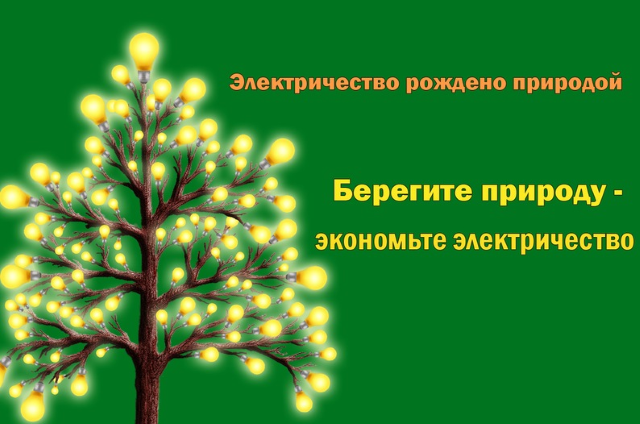 Электричество рождено природой
Берегите природу -
экономьте электричество